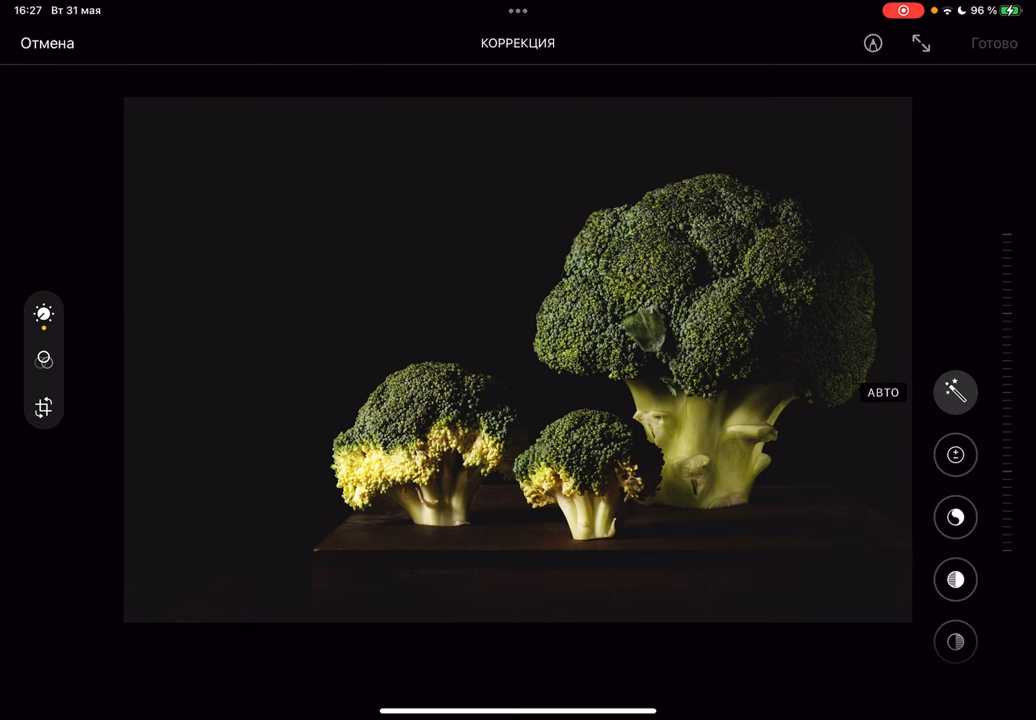 16:27 Вт 31 мая
96 %
Отмена
КОРРЕКЦИЯ
Готово
АВТО